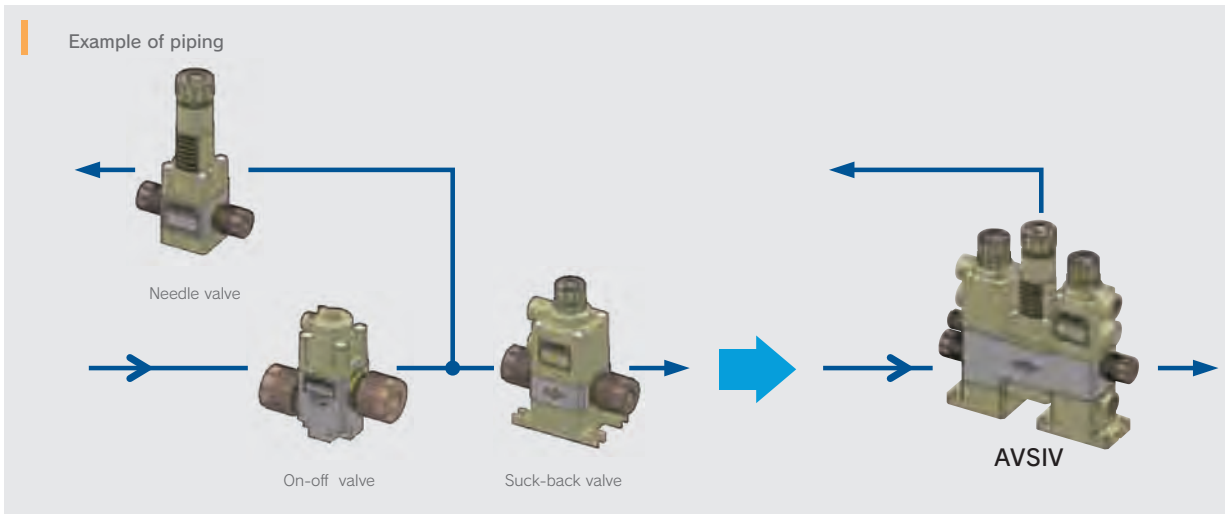 Example of piping
Needle valve
On-off valve
Suck-back valve
AVSIV